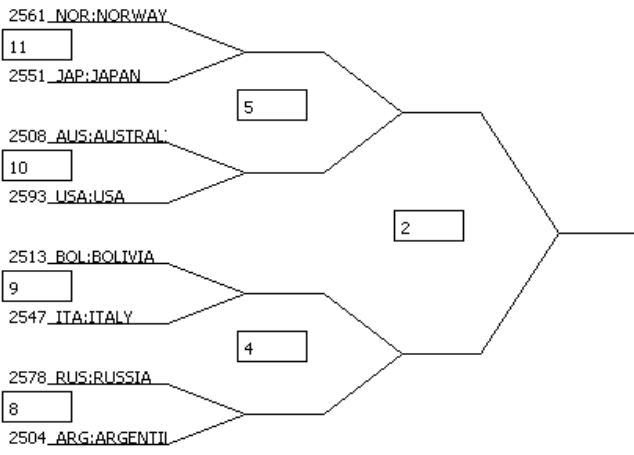 2561 NOR:NORWAY
11
2551 JAP:JAPAN
5
2508 AUS:AUSTRAL
10
2593 USA:USA
2
2513 BOL:BOLIVIA
9
2547 ITA:ITALY
4
2578 RUS:RUSSIA
8
2504 ARG:ARGENTI